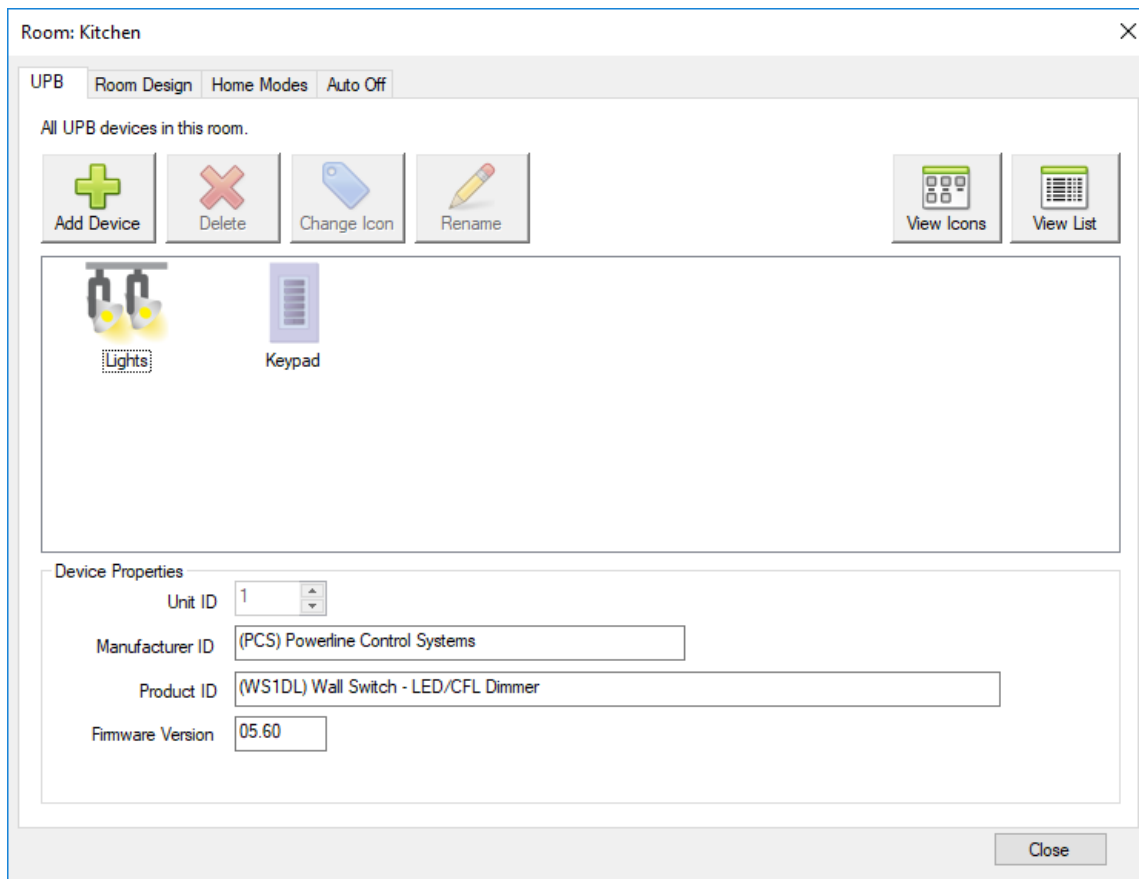 Room: Kitchen
UPB Room Design Home Modes Auto Off
All UPB devices in this room.
Add Device Delete Change Icon Rename View Icons View List
Lights Keypad
Device Properties
Unit ID 1
Manufacturer ID (PCS) Powerline Control Systems
Product ID (WS1DL) Wall Switch - LED/CFL Dimmer
Firmware Version 05.60
Close